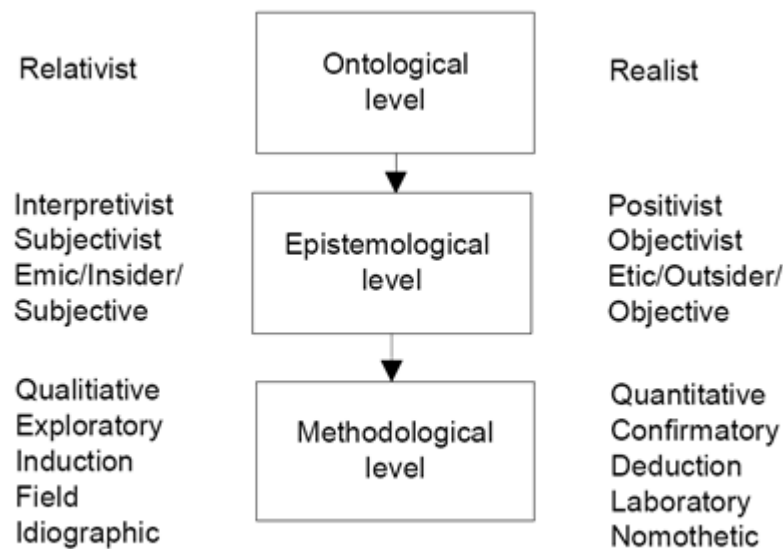 Relativist
Ontological
level
Realist
Interpretivist
Subjectivist
Emic/Insider/
Subjective
Epistemological
level
Positivist
Objectivist
Etic/Outsider/
Objective
Qualitiative
Exploratory
Induction
Field
Idiographic
Methodological
level
Quantitative
Confirmatory
Deduction
Laboratory
Nomothetic